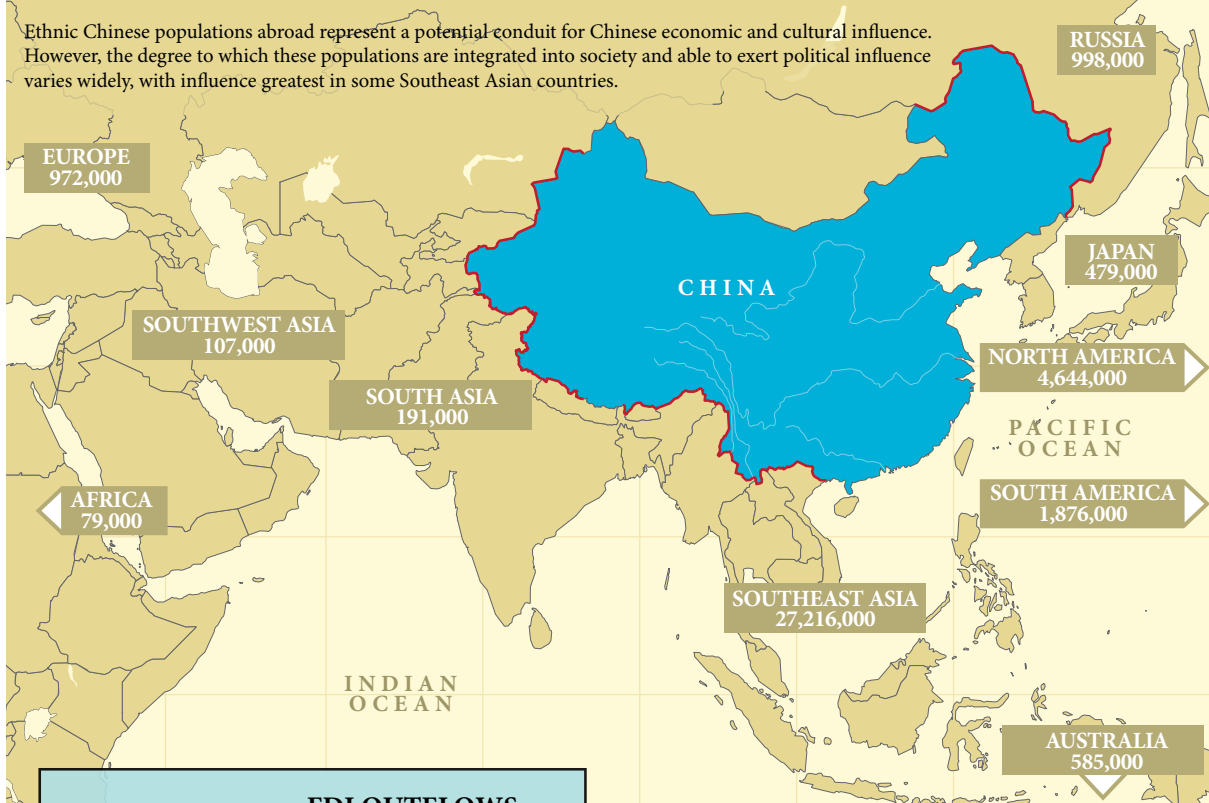 Ethnic Chinese populations abroad represent a potential conduit for Chinese economic and cultural influence.
However, the degree to which these populations are integrated into society and able to exert political influence
varies widely, with influence greatest in some Southeast Asian countries.
RUSSIA
998,000
EUROPE
972,000
JAPAN
479,000
CHINA
SOUTHWEST ASIA
107,000
NORTH AMERICA
4,644,000
SOUTH ASIA
191,000
PACIFIC
OCEAN
AFRICA
79,000
SOUTH AMERICA
1,876,000
SOUTHEAST ASIA
27,216,000
INDIAN
OCEAN
AUSTRALIA
585,000
FDI OUTFLOWS